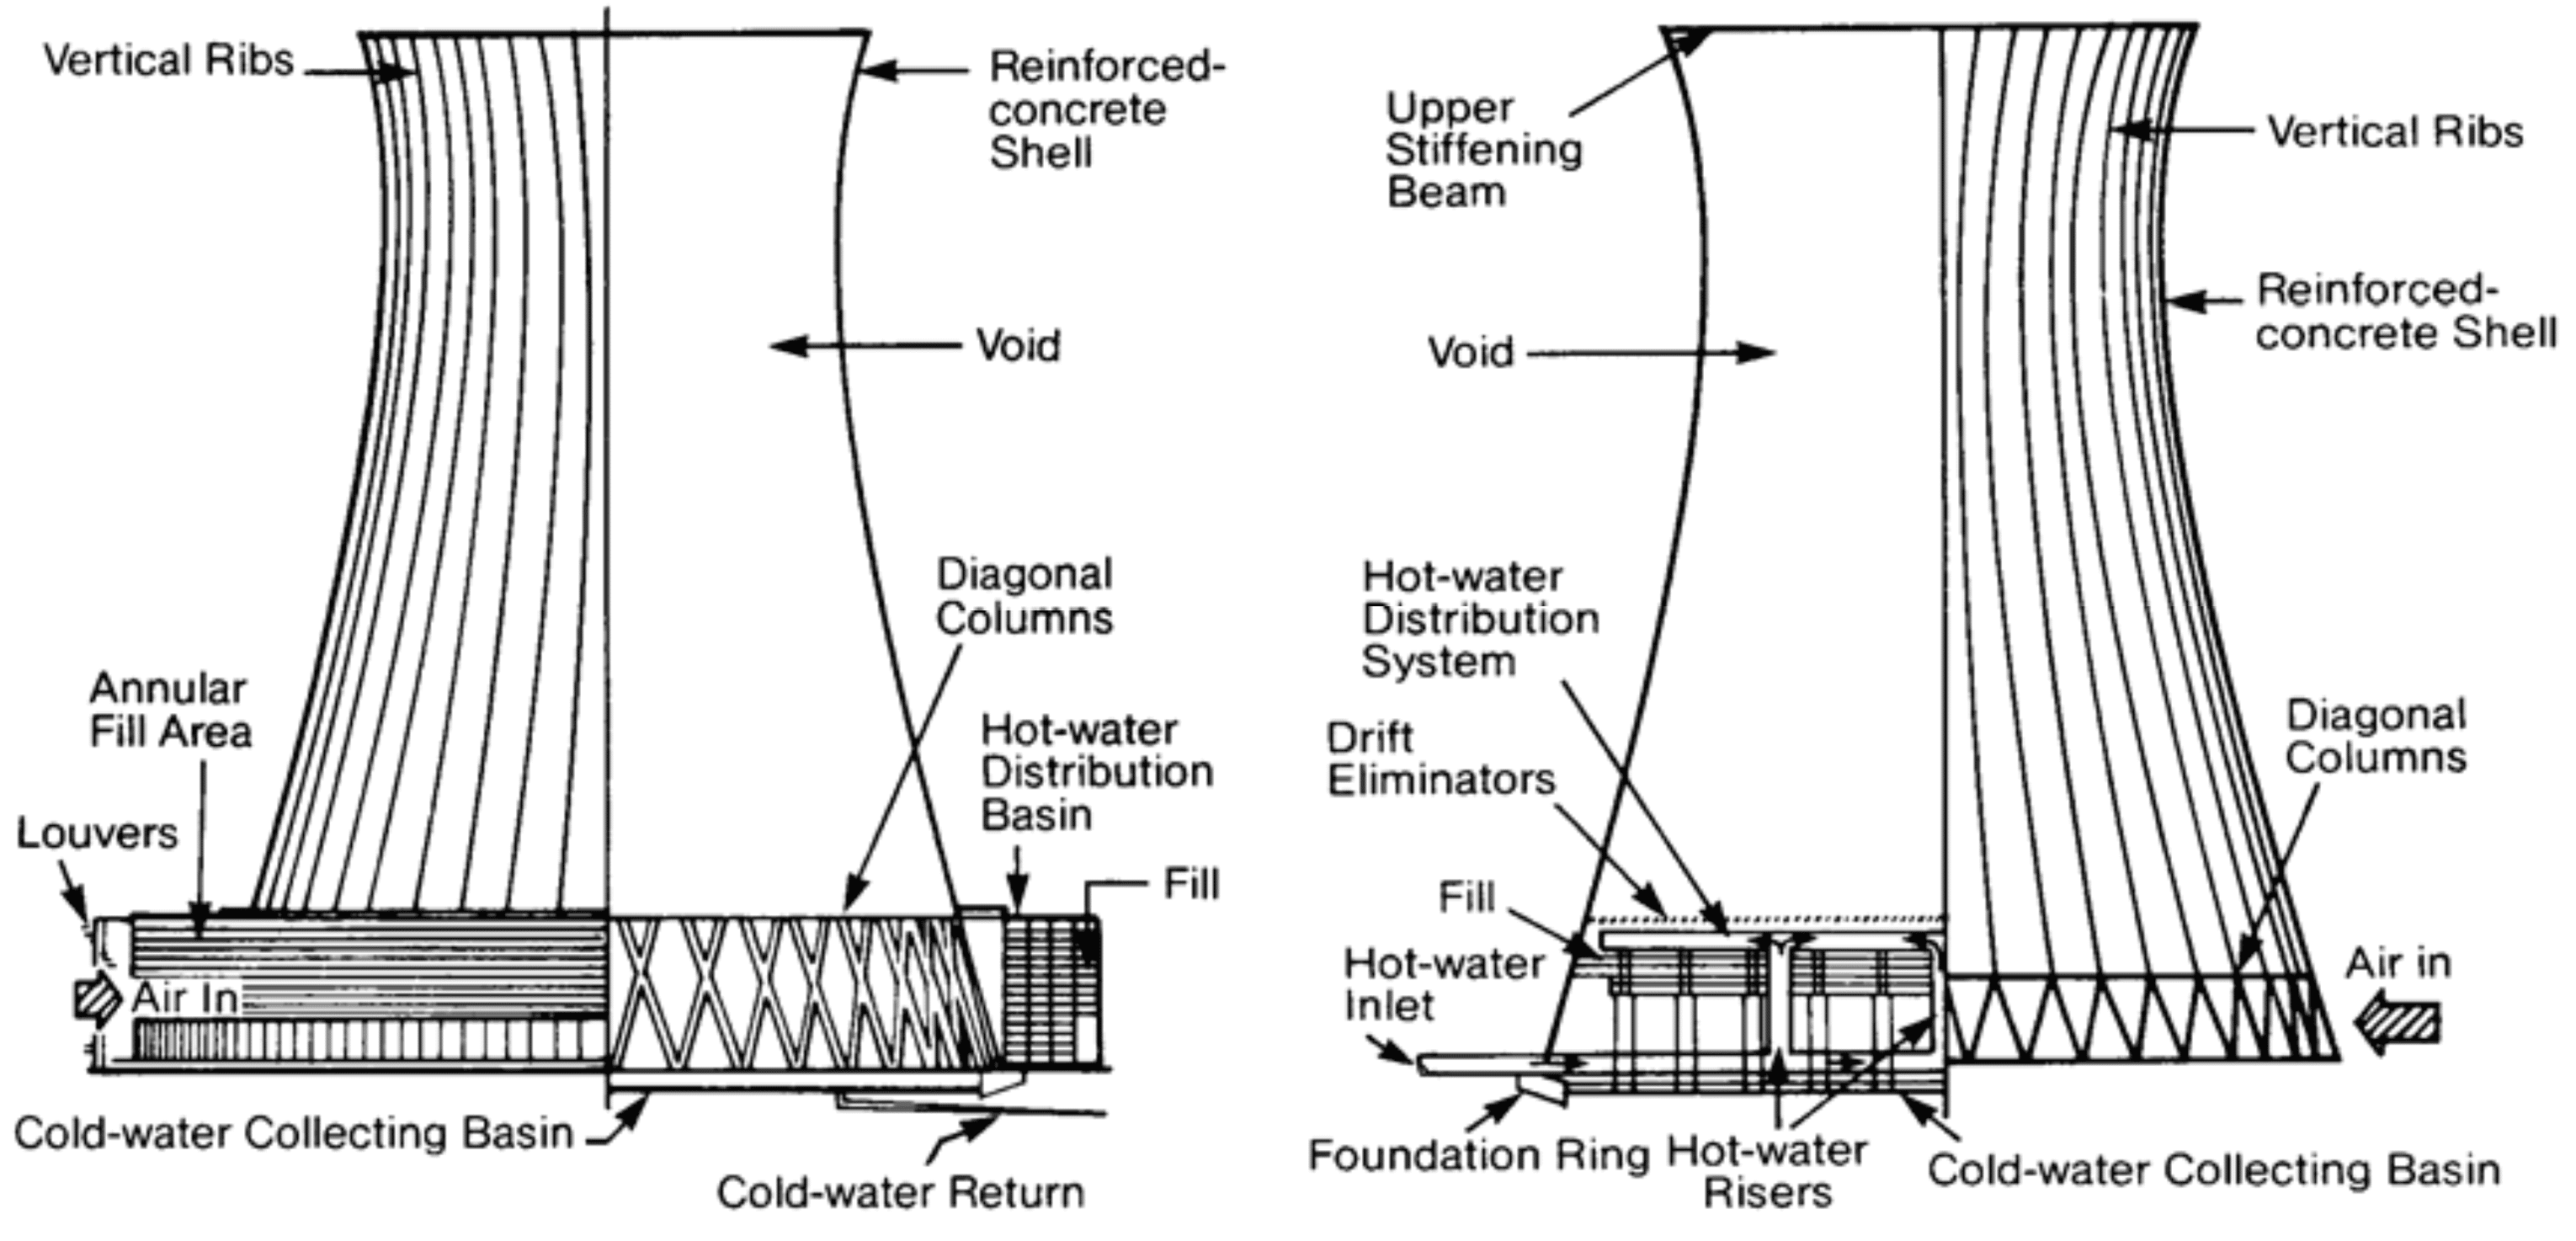 Vertical Ribs
Reinforced-
concrete
Shell
Void
Diagonal
Columns
Annular
Fill Area
Hot-water
Distribution
Basin
Louvers
Fill
Air In
Cold-water Collecting Basin
Cold-water Return
Upper
Stiffening
Beam
Vertical Ribs
Reinforced-
concrete Shell
Void
Hot-water
Distribution
System
Drift
Eliminators
Diagonal
Columns
Fill
Hot-water
Inlet
Air in
Foundation Ring
Hot-water
Risers
Cold-water Collecting Basin